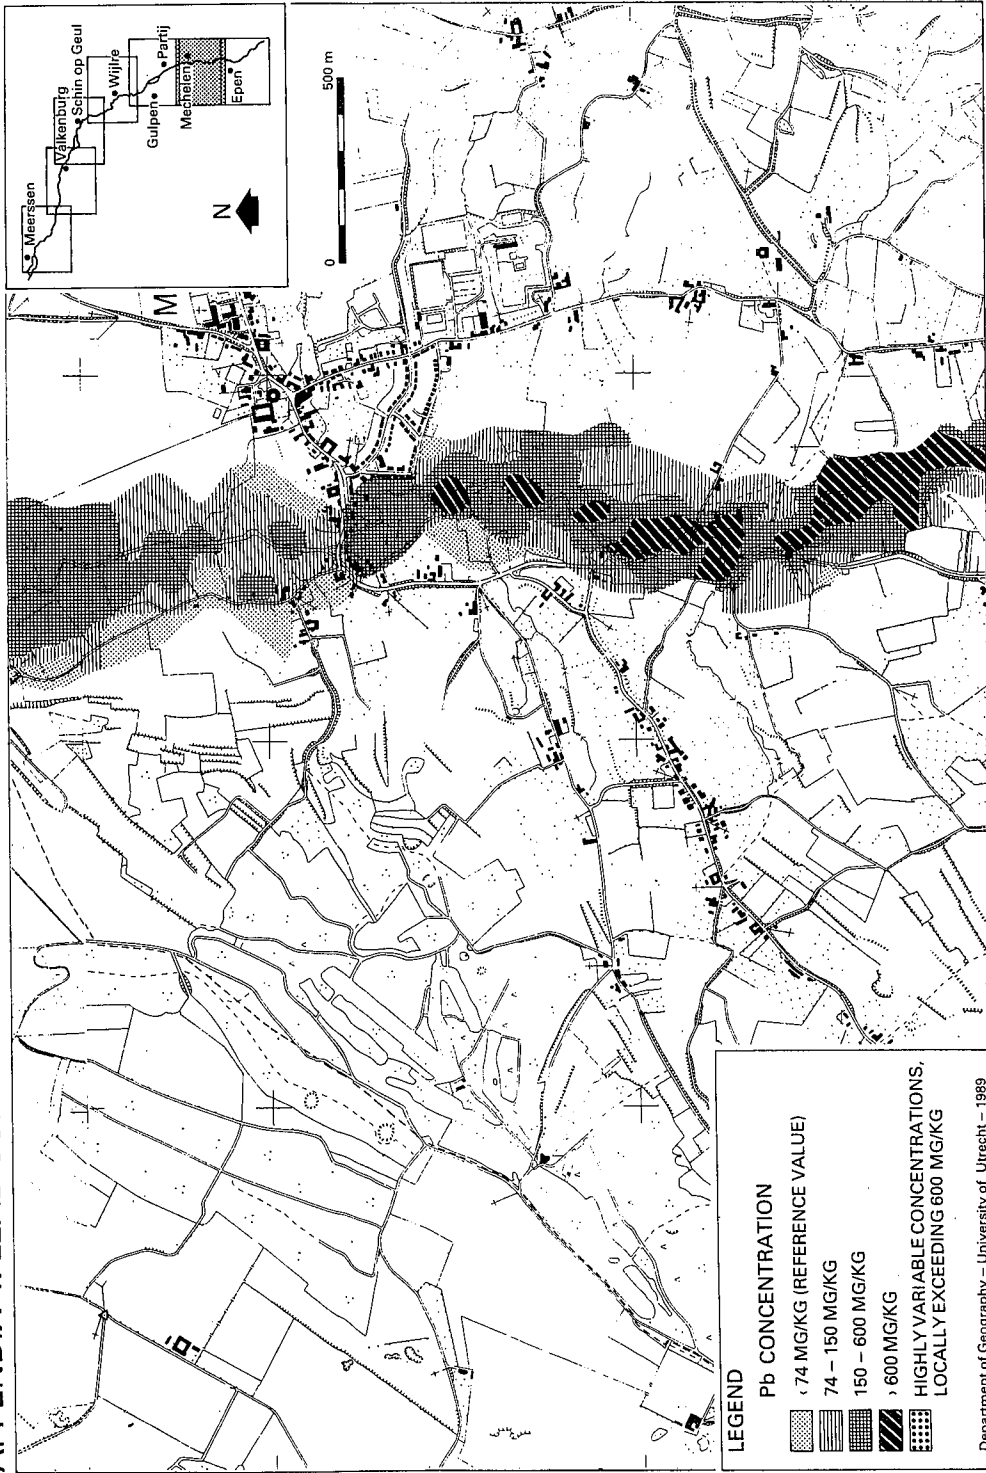 Meerssen
Valkenburg
Schin op Geul
Wijlre
Gulpen
Partij
Mechelen
Epen
N
0 500 m
M
LEGEND
Pb CONCENTRATION
‹ 74 MG/KG (REFERENCE VALUE)
74 – 150 MG/KG
150 – 600 MG/KG
› 600 MG/KG
HIGHLY VARIABLE CONCENTRATIONS,
LOCALLY EXCEEDING 600 MG/KG
Department of Geography – University of Utrecht – 1989